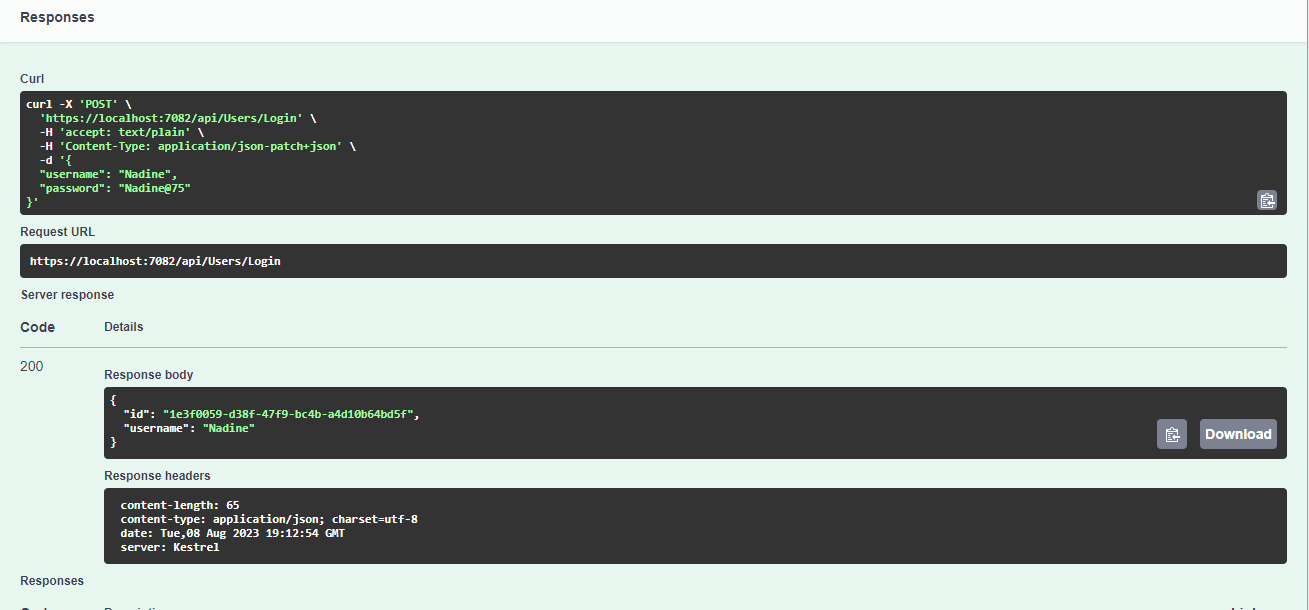 Responses
Curl
curl -X 'POST' \
  'https://localhost:7082/api/Users/Login' \
  -H 'accept: text/plain' \
  -H 'Content-Type: application/json-patch+json' \
  -d '{
  "username": "Nadine",
  "password": "Nadine@75"
}'
Request URL
https://localhost:7082/api/Users/Login
Server response
Code Details
200
Response body
{
  "id": "1e3f0059-d38f-47f9-bc4b-a4d10b64bd5f",
  "username": "Nadine"
}
Download
Response headers
content-length: 65
content-type: application/json; charset=utf-8
date: Tue,08 Aug 2023 19:12:54 GMT
server: Kestrel
Responses